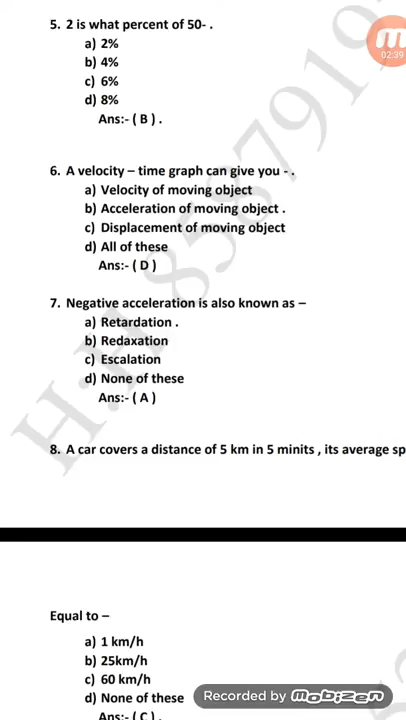 5. 2 is what percent of 50- .
a) 2%
b) 4%
c) 6%
d) 8%
Ans:- ( B ) .
02:39
6. A velocity – time graph can give you - .
a) Velocity of moving object
b) Acceleration of moving object .
c) Displacement of moving object
d) All of these
Ans:- ( D )
7. Negative acceleration is also known as –
a) Retardation .
b) Redaxation
c) Escalation
d) None of these
Ans:- ( A )
8. A car covers a distance of 5 km in 5 minits , its average sp
Equal to –
a) 1 km/h
b) 25km/h
c) 60 km/h
d) None of these
Ans:- ( C ) .
Recorded by mobizen